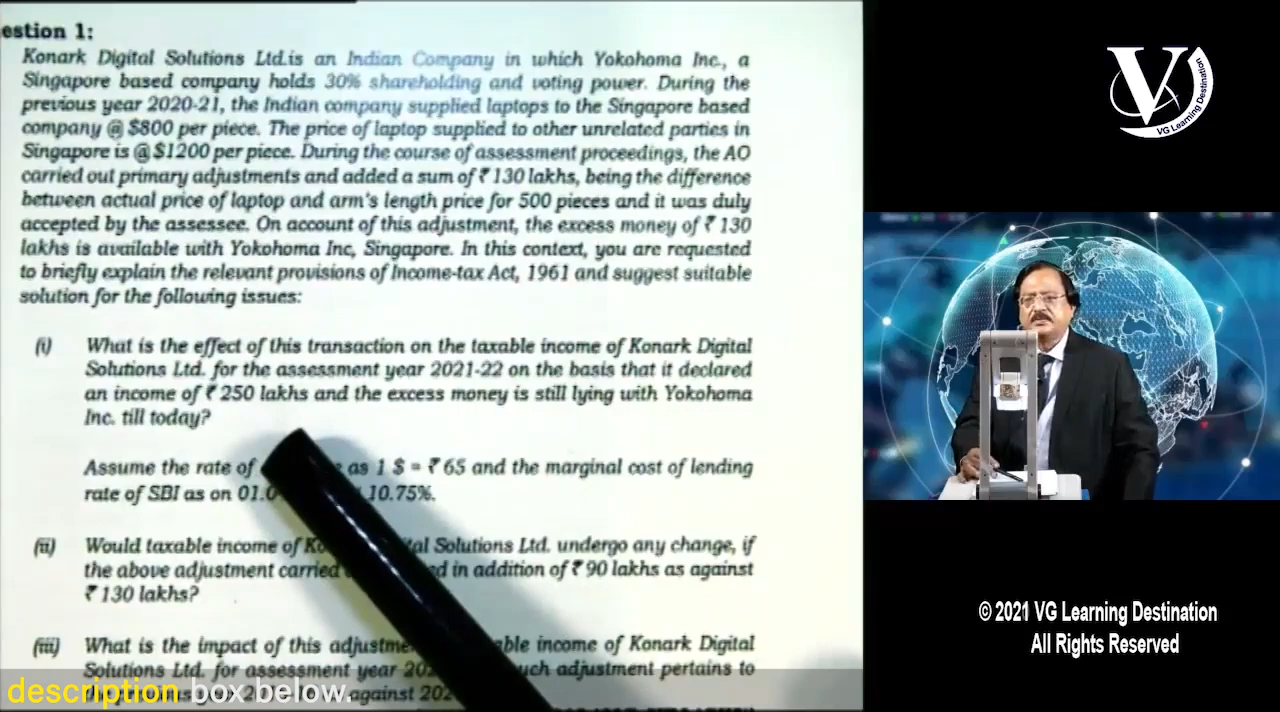 estion 1:
Konark Digital Solutions Ltd.is an Indian Company in which Yokohoma Inc., a
Singapore based company holds 30% shareholding and voting power. During the
previous year 2020-21, the Indian company supplied laptops to the Singapore based
company @ $800 per piece. The price of laptop supplied to other unrelated parties in
Singapore is @ $1200 per piece. During the course of assessment proceedings, the AO
carried out primary adjustments and added a sum of ₹ 130 lakhs, being the difference
between actual price of laptop and arm's length price for 500 pieces and it was duly
accepted by the assessee. On account of this adjustment, the excess money of ₹ 130
lakhs is available with Yokohoma Inc, Singapore. In this context, you are requested
to briefly explain the relevant provisions of Income-tax Act, 1961 and suggest suitable
solution for the following issues:
(i) What is the effect of this transaction on the taxable income of Konark Digital
Solutions Ltd. for the assessment year 2021-22 on the basis that it declared
an income of ₹ 250 lakhs and the excess money is still lying with Yokohoma
Inc. till today?
Assume the rate of as 1 $ = ₹ 65 and the marginal cost of lending
rate of SBI as on 10.75%.
(ii) Would taxable income of Solutions Ltd. undergo any change, if
the above adjustment carried in addition of ₹ 90 lakhs as against
₹ 130 lakhs?
(iii) What is the impact of this income of Konark Digital
Solutions Ltd. for assessment year adjustment pertains to
against
description box below.
V
VG Learning Destination
© 2021 VG Learning Destination
All Rights Reserved